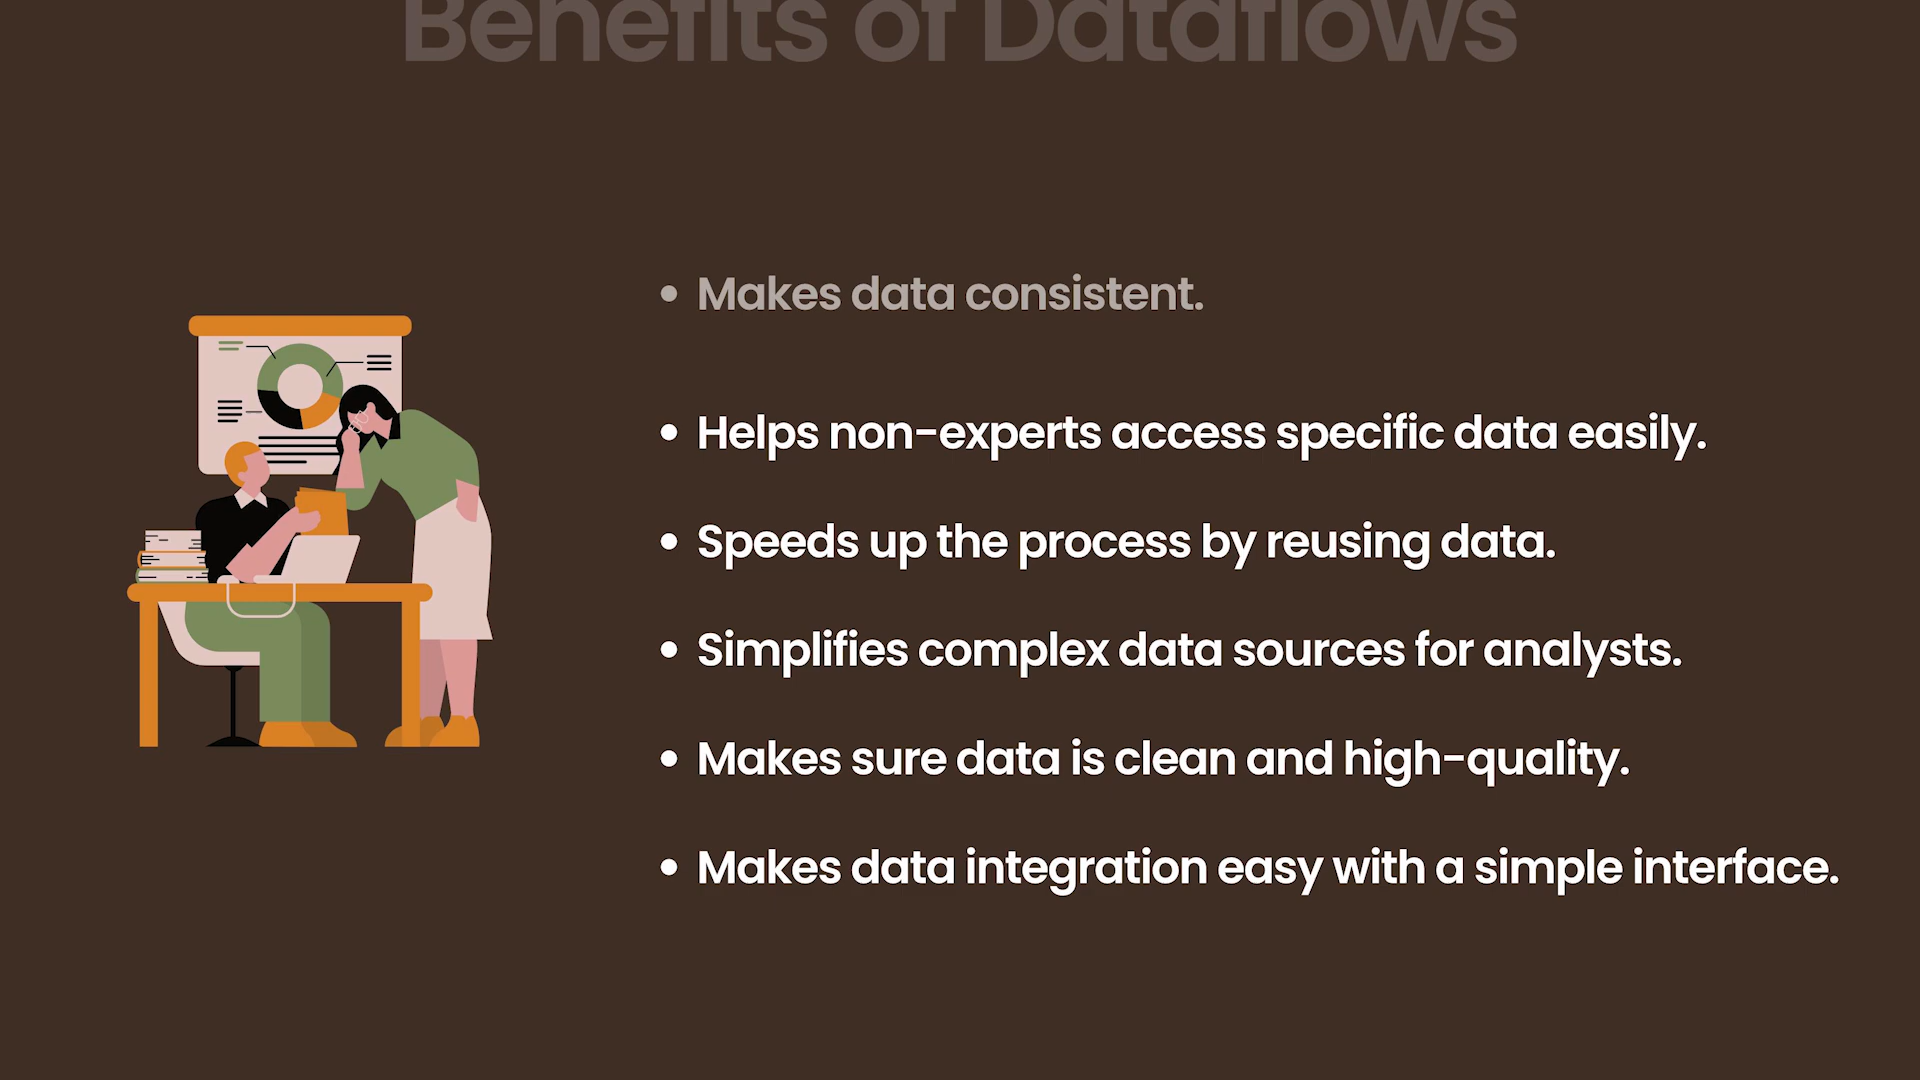 Benefits of Dataflows
• Makes data consistent.
• Helps non-experts access specific data easily.
• Speeds up the process by reusing data.
• Simplifies complex data sources for analysts.
• Makes sure data is clean and high-quality.
• Makes data integration easy with a simple interface.